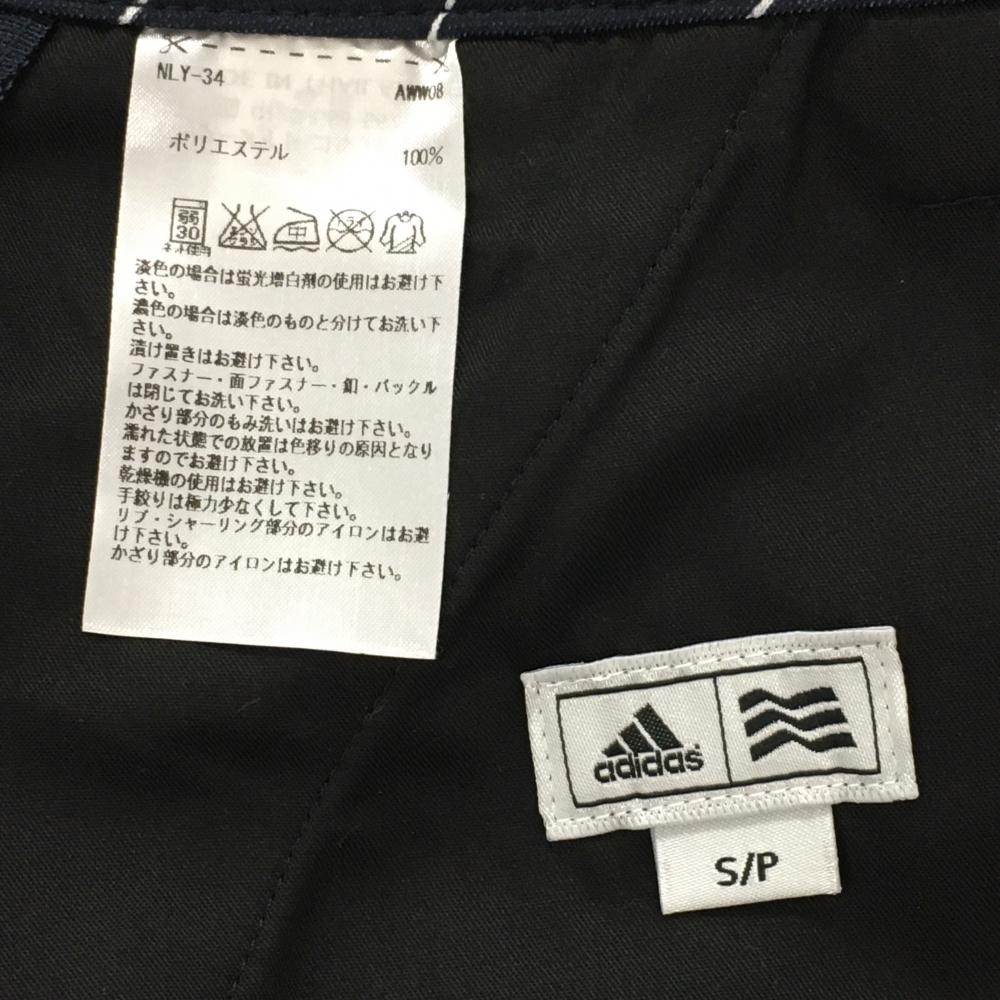 NLY-34
AWW08
ポリエステル 100%
弱
30
ネット使用
中
ドライ
淡色の場合は蛍光増白剤の使用はお避け下
さい。
濃色の場合は淡色のものと分けてお洗い下
さい。
漬け置きはお避け下さい。
ファスナー・面ファスナー・釦・バックル
は閉じてお洗い下さい。
かざり部分のもみ洗いはお避け下さい。
濡れた状態での放置は色移りの原因となり
ますのでお避け下さい。
乾燥機の使用はお避け下さい。
手絞りは極力少なくして下さい。
リブ・シャーリング部分のアイロンはお避
け下さい。
かざり部分のアイロンはお避け下さい。
adidas
S/P